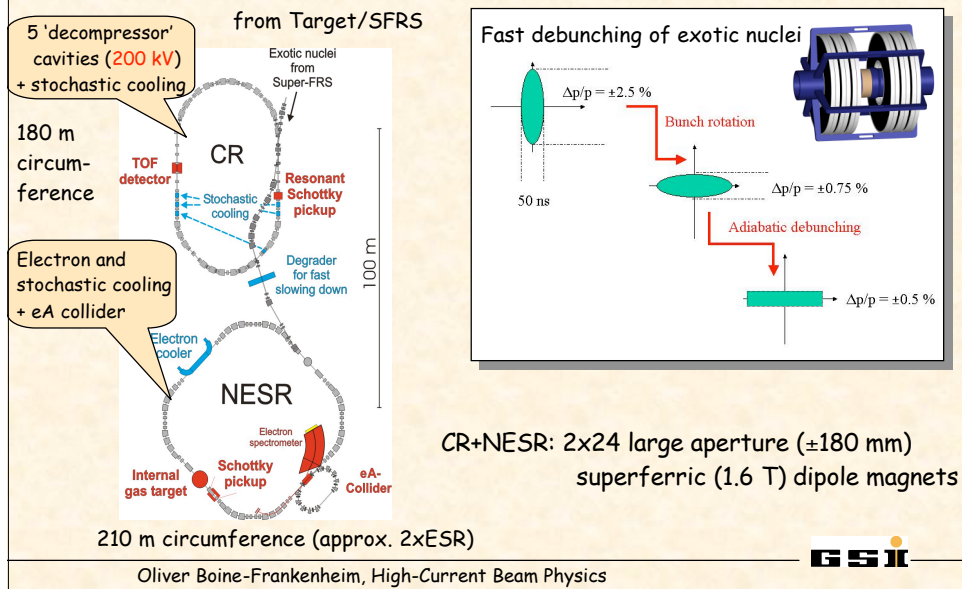 from Target/SFRS
5 ‘decompressor’
cavities (200 kV)
+ stochastic cooling
180 m
circum-
ference
Exotic nuclei
from
Super-FRS
CR
TOF
detector
Resonant
Schottky
pickup
Stochastic
cooling
Degrader
for fast
slowing down
100 m
Electron and
stochastic cooling
+ eA collider
Electron
cooler
NESR
Electron
spectrometer
Internal
gas target
Schottky
pickup
eA-
Collider
210 m circumference (approx. 2xESR)
Fast debunching of exotic nuclei
Δp/p = ±2.5 %
Bunch rotation
50 ns
Δp/p = ±0.75 %
Adiabatic debunching
Δp/p = ±0.5 %
CR+NESR: 2x24 large aperture (±180 mm)
superferric (1.6 T) dipole magnets
Oliver Boine-Frankenheim, High-Current Beam Physics
GSI